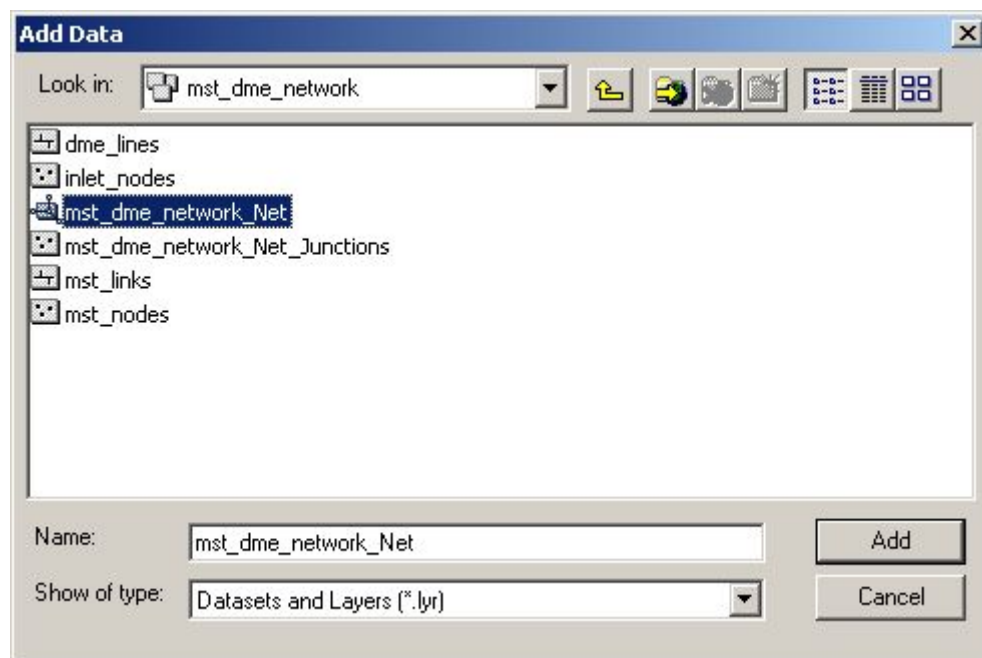 Add Data
Look in: mst_dme_network
dme_lines
inlet_nodes
mst_dme_network_Net
mst_dme_network_Net_Junctions
mst_links
mst_nodes
Name: mst_dme_network_Net Add
Show of type: Datasets and Layers (*.lyr) Cancel